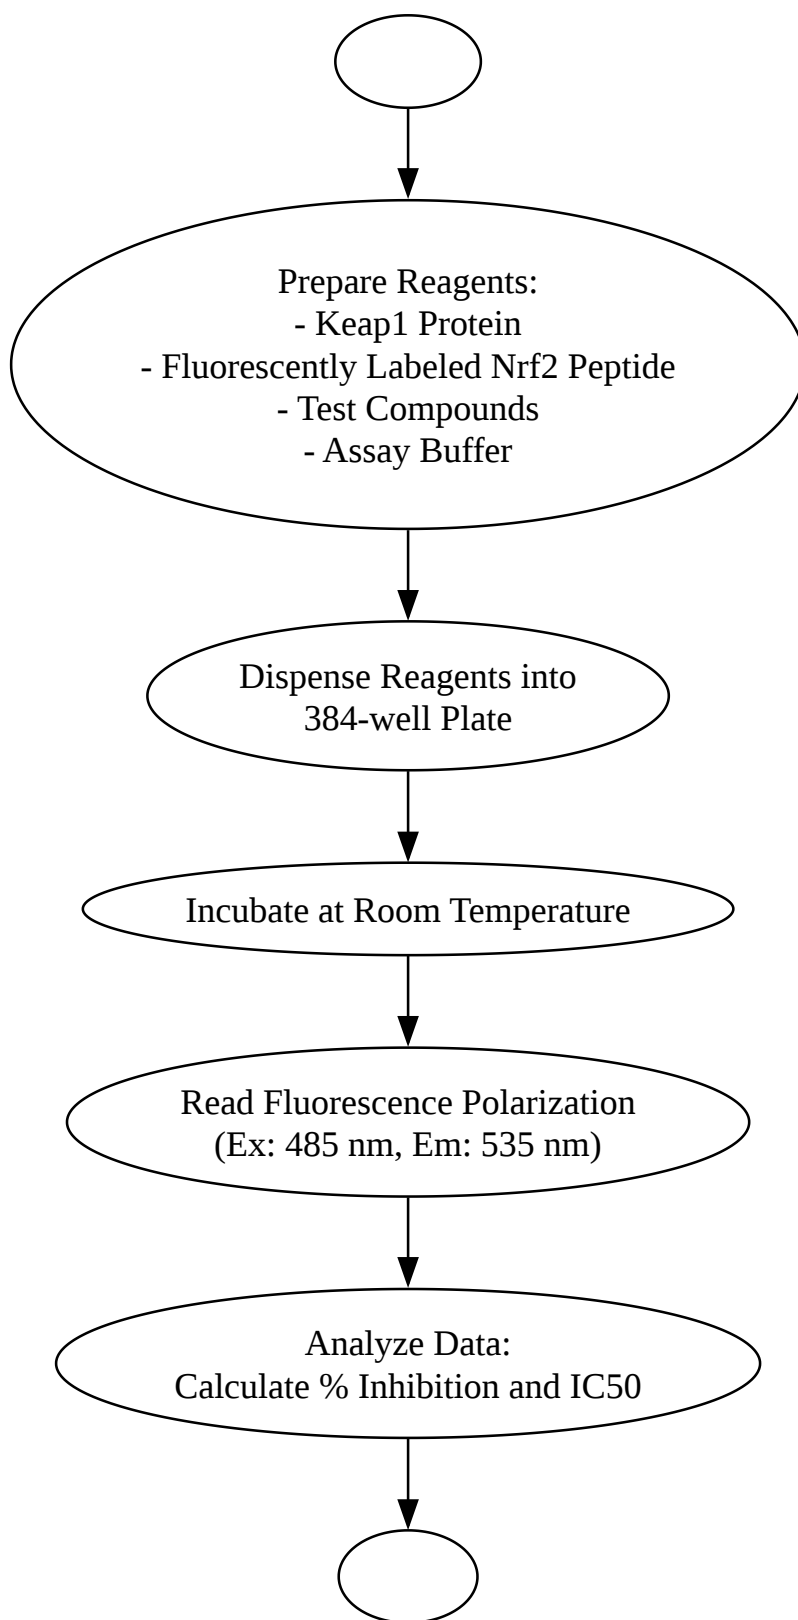 Prepare Reagents:
- Keap1 Protein
- Fluorescently Labeled Nrf2 Peptide
- Test Compounds
- Assay Buffer
Dispense Reagents into
384-well Plate
Incubate at Room Temperature
Read Fluorescence Polarization
(Ex: 485 nm, Em: 535 nm)
Analyze Data:
Calculate % Inhibition and IC50